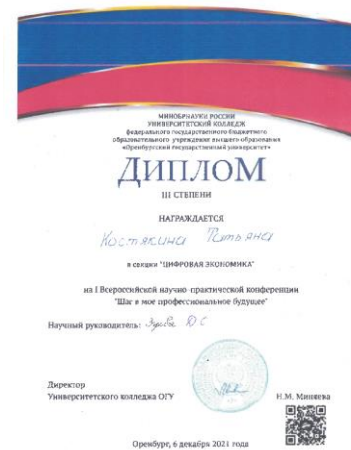 МИНОБРНАУКИ РОССИИ
УНИВЕРСИТЕТСКИЙ КОЛЛЕДЖ
федерального государственного бюджетного
образовательного учреждения высшего образования
«Оренбургский государственный университет»
ДИПЛОМ
III СТЕПЕНИ
НАГРАЖДАЕТСЯ
Костякина Татьяна
в секции "ЦИФРОВАЯ ЭКОНОМИКА"
на I Всероссийской научно-практической конференции
"Шаг в мое профессиональное будущее"
Научный руководитель: Ю С
Директор
Университетского колледжа ОГУ
Н.М. Миняева
Оренбург, 6 декабря 2021 года